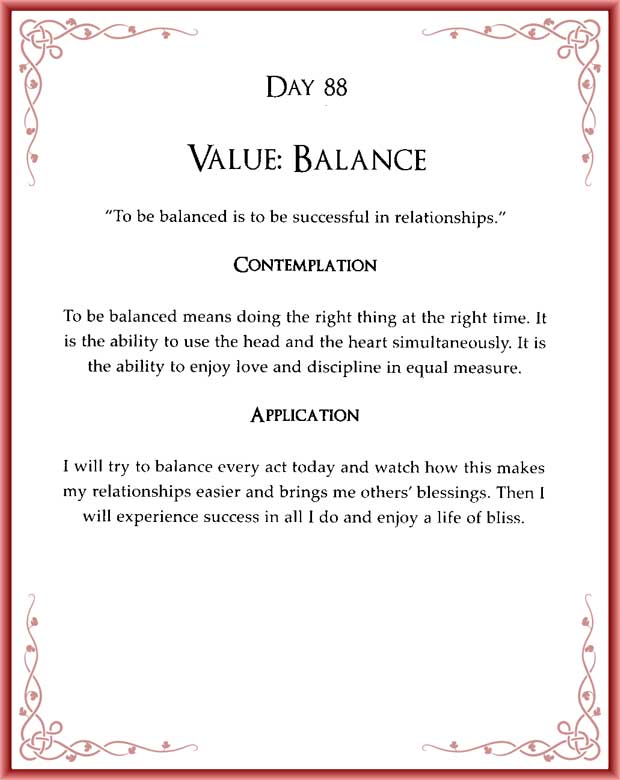 DAY 88
VALUE: BALANCE
"To be balanced is to be successful in relationships."
CONTEMPLATION
To be balanced means doing the right thing at the right time. It
is the ability to use the head and the heart simultaneously. It is
the ability to enjoy love and discipline in equal measure.
APPLICATION
I will try to balance every act today and watch how this makes
my relationships easier and brings me others' blessings. Then I
will experience success in all I do and enjoy a life of bliss.